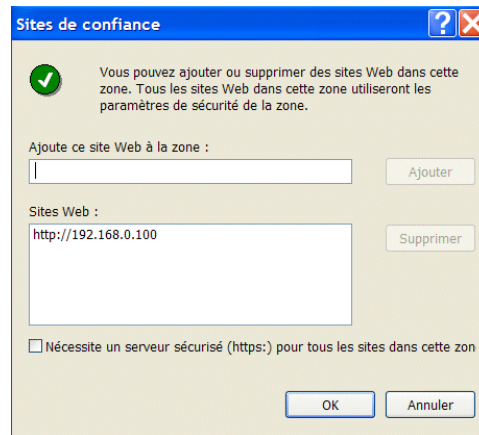 Sites de confiance
Vous pouvez ajouter ou supprimer des sites Web dans cette
zone. Tous les sites Web dans cette zone utiliseront les
paramètres de sécurité de la zone.
Ajoute ce site Web à la zone :
Ajouter
Sites Web :
http://192.168.0.100
Supprimer
Nécessite un serveur sécurisé (https:) pour tous les sites dans cette zon
OK
Annuler